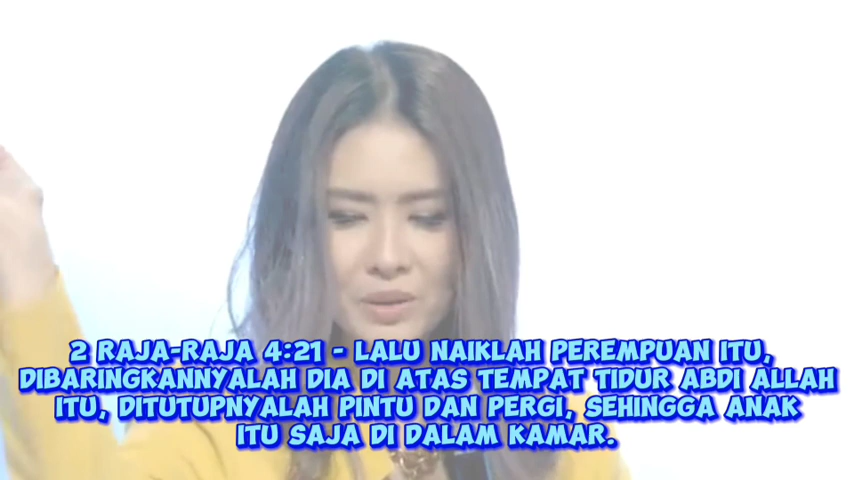 2 RAJA-RAJA 4:21 - LALU NAIKLAH PEREMPUAN ITU,
DIBARINGKANNYALAH DIA DI ATAS TEMPAT TIDUR ABDI ALLAH
ITU, DITUTUPNYALAH PINTU DAN PERGI, SEHINGGA ANAK
ITU SAJA DI DALAM KAMAR.